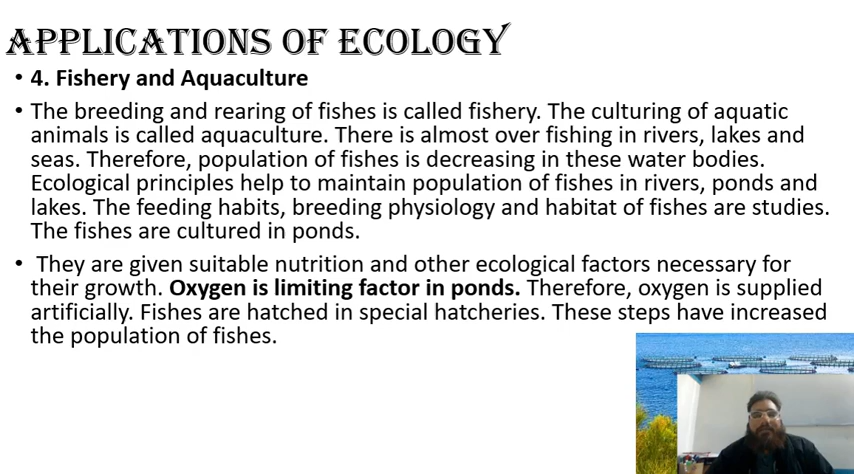 APPLICATIONS OF ECOLOGY
• 4. Fishery and Aquaculture
• The breeding and rearing of fishes is called fishery. The culturing of aquatic
animals is called aquaculture. There is almost over fishing in rivers, lakes and
seas. Therefore, population of fishes is decreasing in these water bodies.
Ecological principles help to maintain population of fishes in rivers, ponds and
lakes. The feeding habits, breeding physiology and habitat of fishes are studies.
The fishes are cultured in ponds.
• They are given suitable nutrition and other ecological factors necessary for
their growth. Oxygen is limiting factor in ponds. Therefore, oxygen is supplied
artificially. Fishes are hatched in special hatcheries. These steps have increased
the population of fishes.